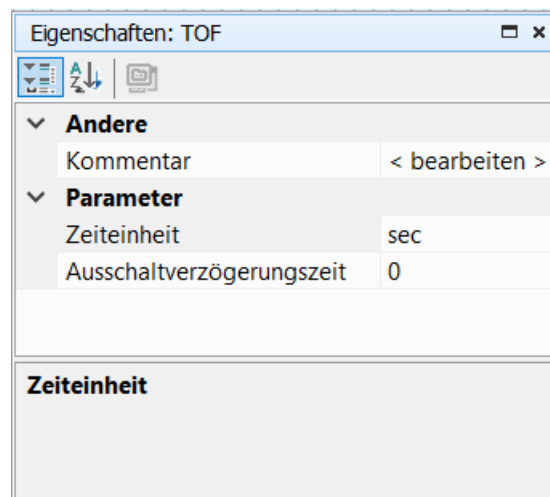 Eigenschaften: TOF
Andere
Kommentar < bearbeiten >
Parameter
Zeiteinheit sec
Ausschaltverzögerungszeit 0
Zeiteinheit